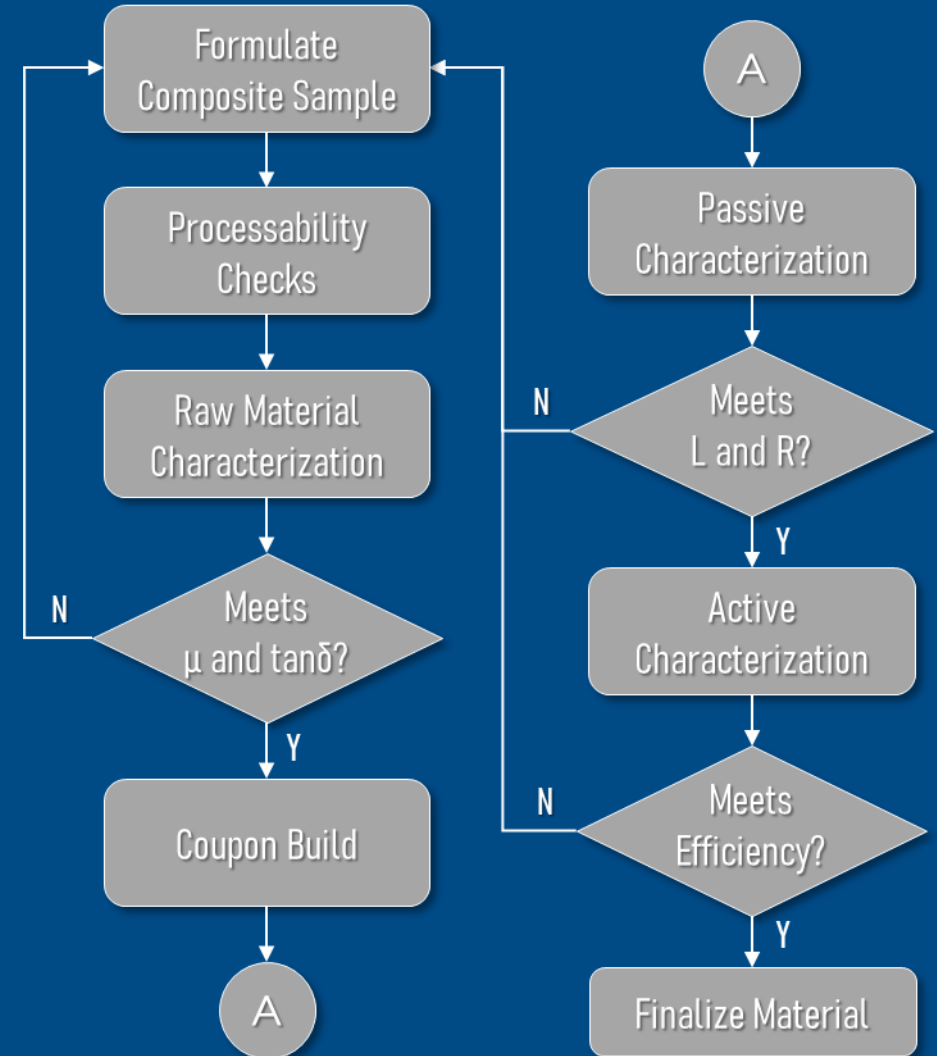 Formulate
Composite Sample
Processability
Checks
Raw Material
Characterization
N
Meets
μ and tanδ?
Y
Coupon Build
A
A
Passive
Characterization
N
Meets
L and R?
Y
Active
Characterization
N
Meets
Efficiency?
Y
Finalize Material